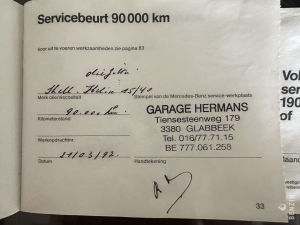 Servicebeurt 90 000 km
voor uit te voeren werkzaamheden zie pagina 83
Shell Helix 15/40
Merk olie/kwaliteit
Stempel van de Mercedes-Benz service-werkplaats
90.000 km
Kilometerstand
GARAGE HERMANS
Tiensesteenweg 179
3380 GLABBEEK
Tel. 016/77.71.15
BE 777.061.258
Werkopdrachtnr.
21/03/92
Datum
Handtekening
33
Vol
ser
190
of